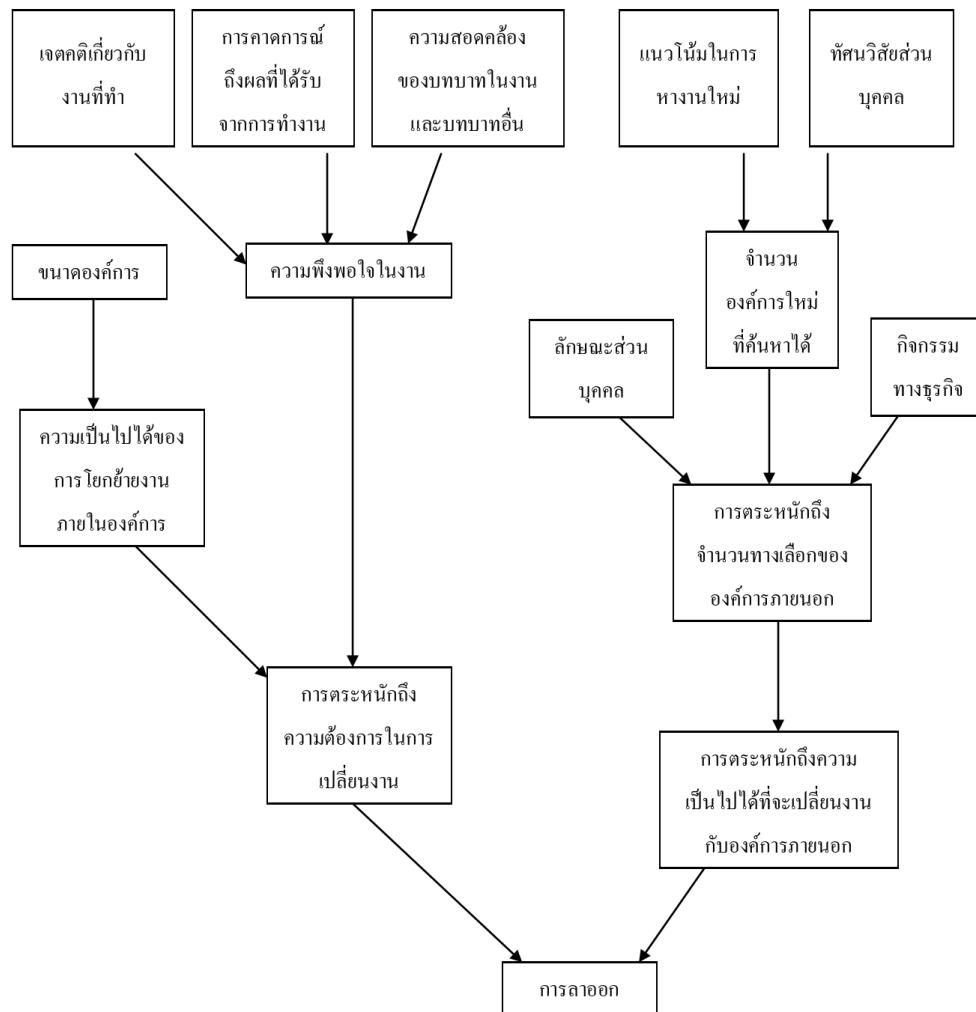 เจตคติเกี่ยวกับ
งานที่ทำ
การคาดการณ์
ถึงผลที่ได้รับ
จากการทำงาน
ความสอดคล้อง
ของบทบาทในงาน
และบทบาทอื่น
แนวโน้มในการ
หางานใหม่
ทัศนวิสัยส่วน
บุคคล
ขนาดองค์การ
ความพึงพอใจในงาน
จำนวน
องค์การใหม่
ที่ค้นหาได้
ลักษณะส่วน
บุคคล
กิจกรรม
ทางธุรกิจ
ความเป็นไปได้ของ
การโยกย้ายงาน
ภายในองค์การ
การตระหนักถึง
จำนวนทางเลือกของ
องค์การภายนอก
การตระหนักถึง
ความต้องการในการ
เปลี่ยนงาน
การตระหนักถึงความ
เป็นไปได้ที่จะเปลี่ยนงาน
กับองค์การภายนอก
การลาออก